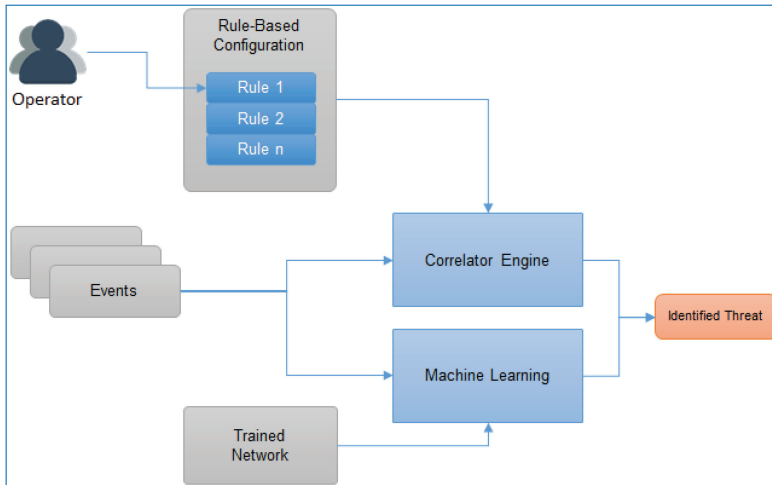 Rule-Based
Configuration
Operator
Rule 1
Rule 2
Rule n
Events
Correlator Engine
Identified Threat
Machine Learning
Trained
Network